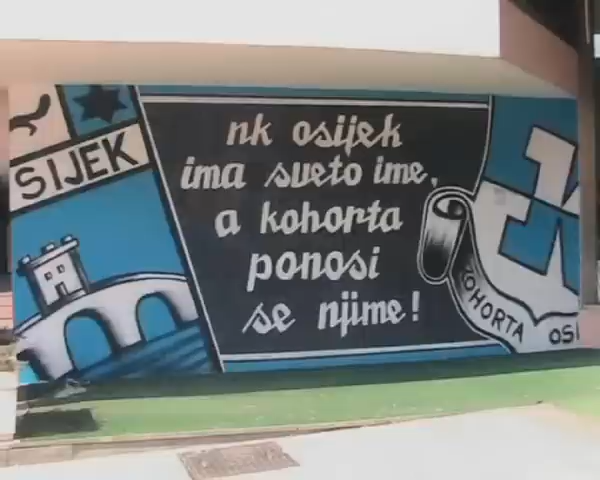 SIJEK
nk osijek
ima sveto ime,
a kohorta
ponosi
se njime!
KOHORTA
OSI